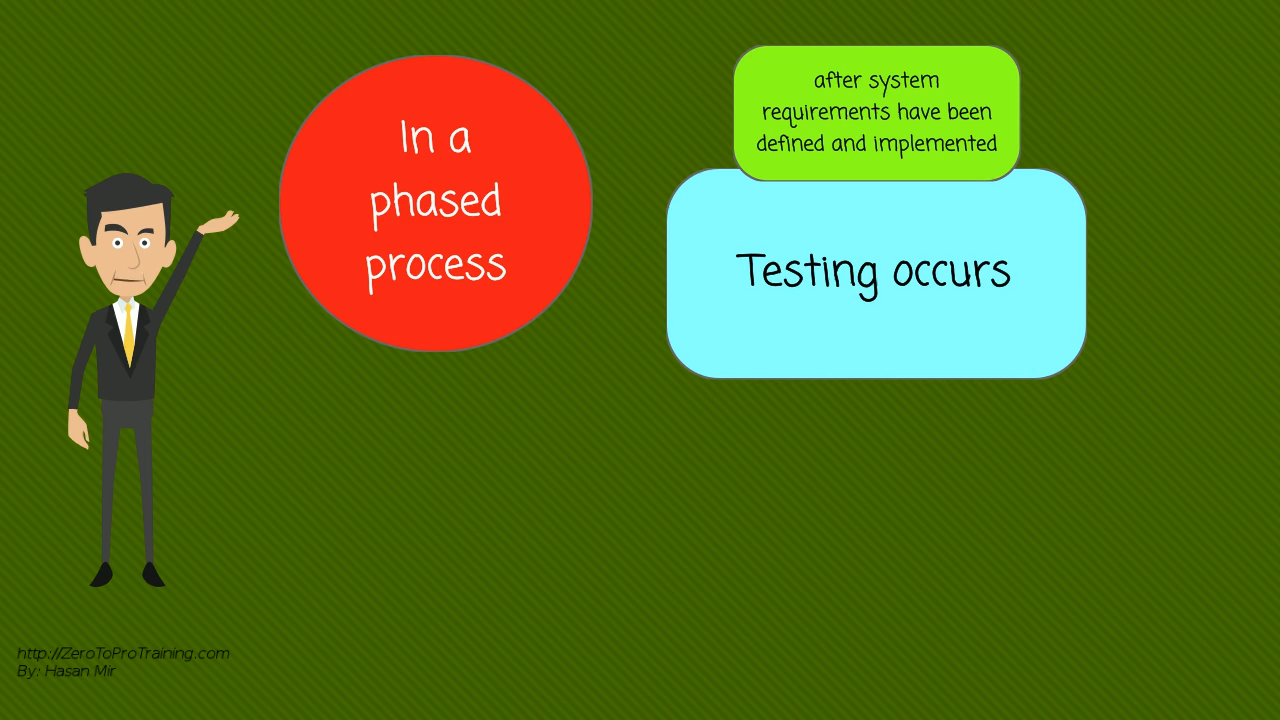 In a
phased
process
after system
requirements have been
defined and implemented
Testing occurs
http://ZeroToProTraining.com
By: Hasan Mir